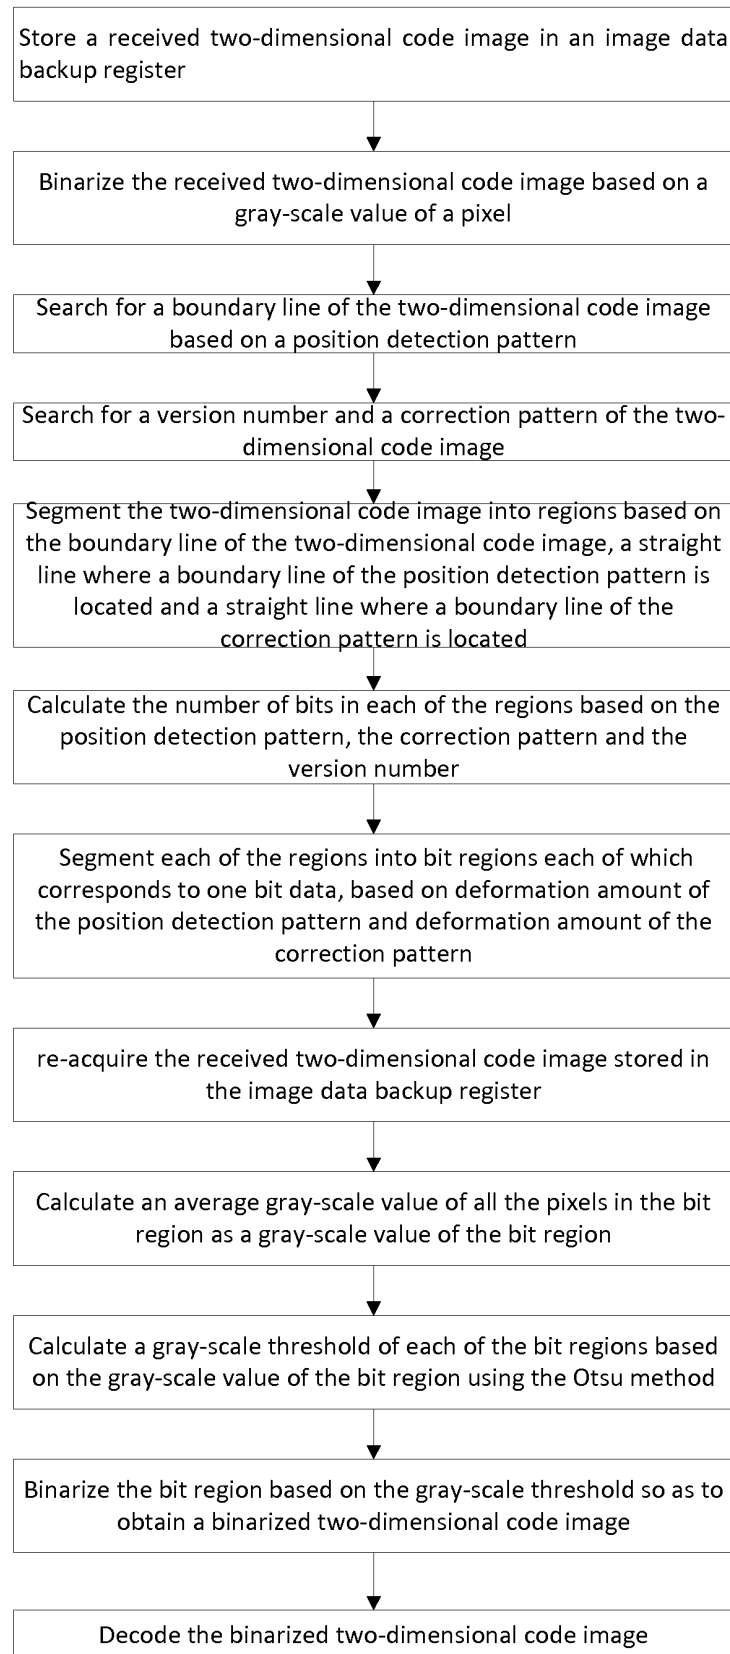 Store a received two-dimensional code image in an image data
backup register
Binarize the received two-dimensional code image based on a
gray-scale value of a pixel
Search for a boundary line of the two-dimensional code image
based on a position detection pattern
Search for a version number and a correction pattern of the two-
dimensional code image
Segment the two-dimensional code image into regions based on
the boundary line of the two-dimensional code image, a straight
line where a boundary line of the position detection pattern is
located and a straight line where a boundary line of the
correction pattern is located
Calculate the number of bits in each of the regions based on the
position detection pattern, the correction pattern and the
version number
Segment each of the regions into bit regions each of which
corresponds to one bit data, based on deformation amount of
the position detection pattern and deformation amount of the
correction pattern
re-acquire the received two-dimensional code image stored in
the image data backup register
Calculate an average gray-scale value of all the pixels in the bit
region as a gray-scale value of the bit region
Calculate a gray-scale threshold of each of the bit regions based
on the gray-scale value of the bit region using the Otsu method
Binarize the bit region based on the gray-scale threshold so as to
obtain a binarized two-dimensional code image
Decode the binarized two-dimensional code image